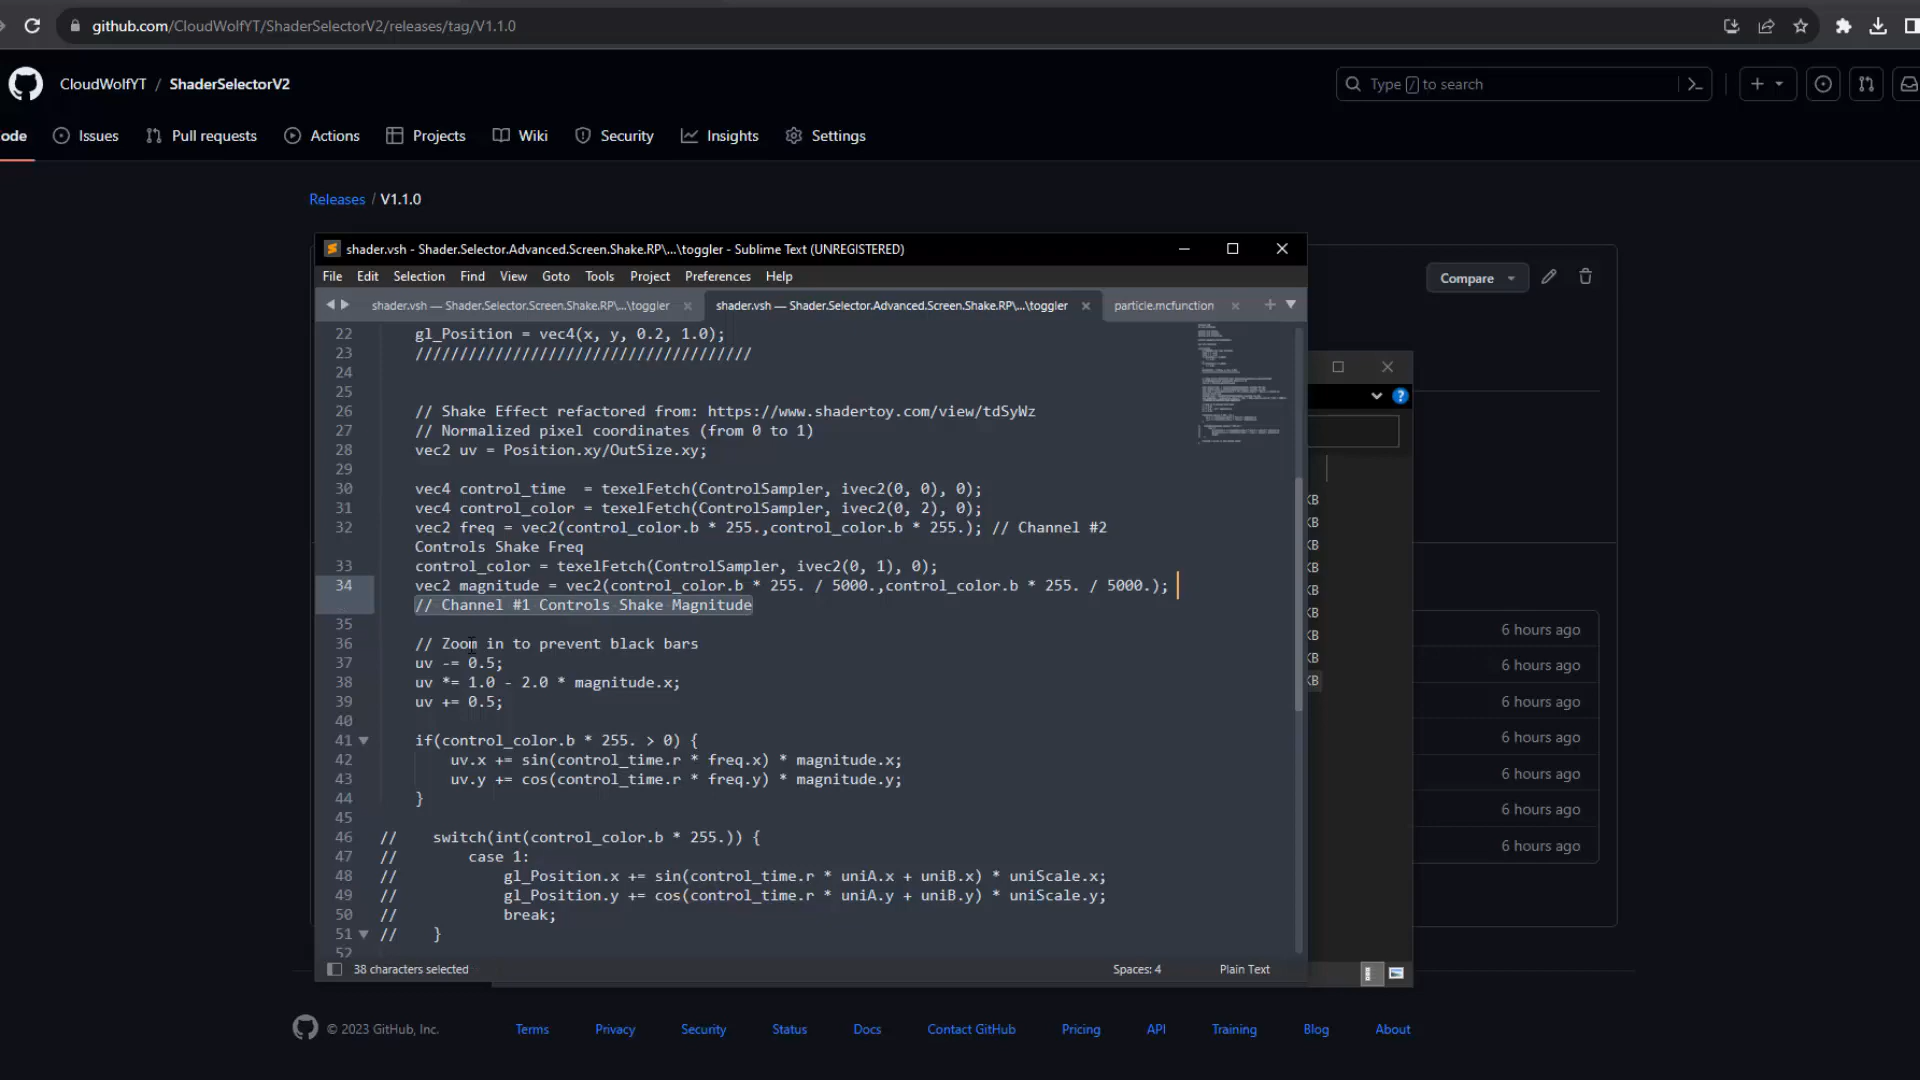 github.com/CloudWolfYT/ShaderSelectorV2/releases/tag/V1.1.0
CloudWolfYT / ShaderSelectorV2
Type / to search
ode Issues Pull requests Actions Projects Wiki Security Insights Settings
Releases / V1.1.0
Compare
shader.vsh - Shader.Selector.Advanced.Screen.Shake.RP\...\toggler - Sublime Text (UNREGISTERED)
File Edit Selection Find View Goto Tools Project Preferences Help
shader.vsh — Shader.Selector.Screen.Shake.RP\...\toggler shader.vsh — Shader.Selector.Advanced.Screen.Shake.RP\...\toggler particle.mcfunction
22 gl_Position = vec4(x, y, 0.2, 1.0);
23 //////////////////////////////////////
24
25
26 // Shake Effect refactored from: https://www.shadertoy.com/view/tdSyWz
27 // Normalized pixel coordinates (from 0 to 1)
28 vec2 uv = Position.xy/OutSize.xy;
29
30 vec4 control_time  = texelFetch(ControlSampler, ivec2(0, 0), 0);
31 vec4 control_color = texelFetch(ControlSampler, ivec2(0, 2), 0);
32 vec2 freq = vec2(control_color.b * 255.,control_color.b * 255.); // Channel #2
Controls Shake Freq
33 control_color = texelFetch(ControlSampler, ivec2(0, 1), 0);
34 vec2 magnitude = vec2(control_color.b * 255. / 5000.,control_color.b * 255. / 5000.);
// Channel #1 Controls Shake Magnitude
35
36 // Zoom in to prevent black bars
37 uv -= 0.5;
38 uv *= 1.0 - 2.0 * magnitude.x;
39 uv += 0.5;
40
41 if(control_color.b * 255. > 0) {
42 uv.x += sin(control_time.r * freq.x) * magnitude.x;
43 uv.y += cos(control_time.r * freq.y) * magnitude.y;
44 }
45
46 // switch(int(control_color.b * 255.)) {
47 // case 1:
48 // gl_Position.x += sin(control_time.r * uniA.x + uniB.x) * uniScale.x;
49 // gl_Position.y += cos(control_time.r * uniA.y + uniB.y) * uniScale.y;
50 // break;
51 // }
52
38 characters selected Spaces: 4 Plain Text
KB
KB
KB
KB
KB
KB
KB
KB
KB
6 hours ago
6 hours ago
6 hours ago
6 hours ago
6 hours ago
6 hours ago
6 hours ago
© 2023 GitHub, Inc. Terms Privacy Security Status Docs Contact GitHub Pricing API Training Blog About